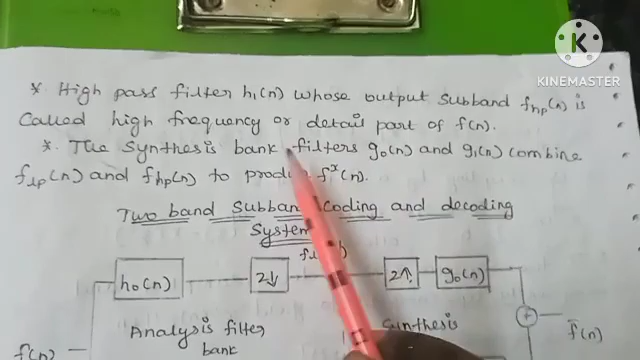 KINEMASTER
* High pass filter h₁(n) whose output subband fhp(n) is
called high frequency or detail part of f(n).
* The synthesis bank filters g₀(n) and g₁(n) combine
flp(n) and fhp(n) to produ f^x(n).
Two band Subban Coding and decoding
System
h₀(n) 2↓ 2↑ g₀(n)
Analysis filter
bank
Synthesis
+
f(n)
f̄(n)